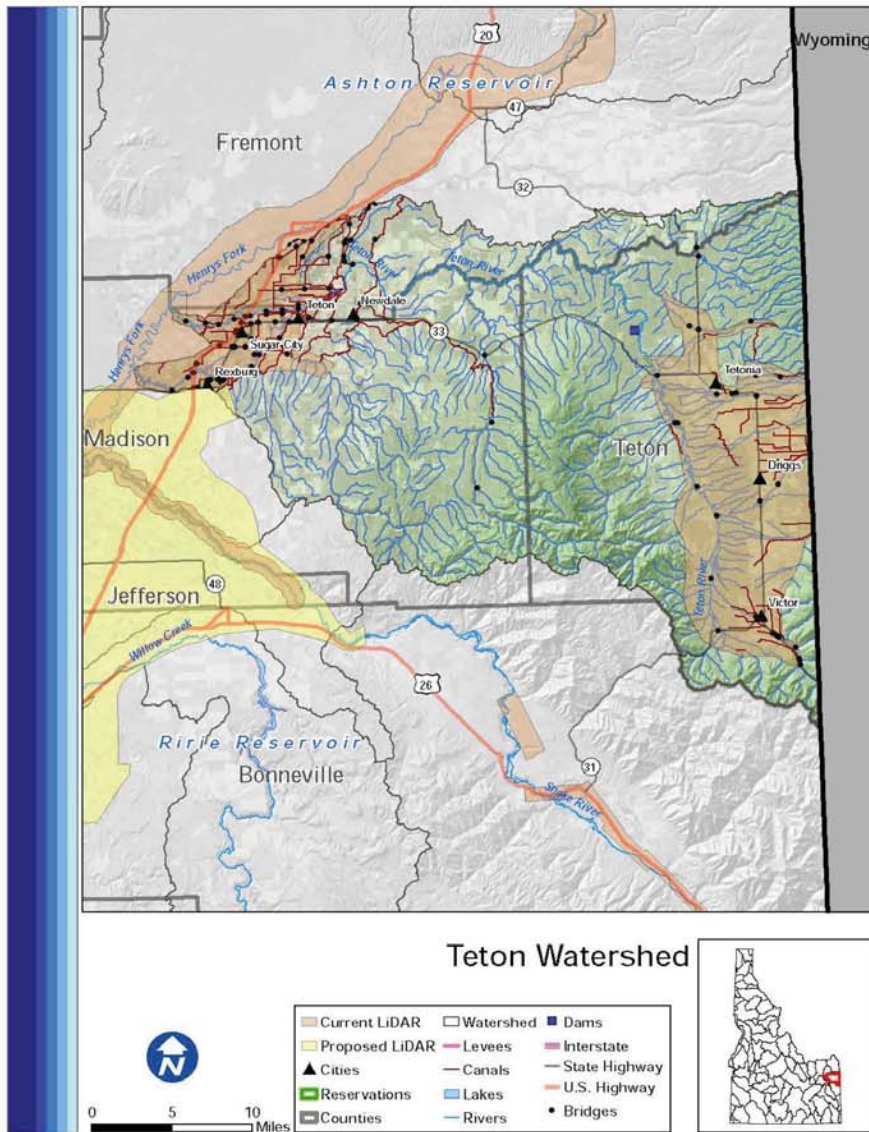 20
Wyoming
Ashton Reservoir
47
Fremont
32
Henrys Fork
Teton River
Teton River
Teton
Newdale
33
Sugar City
Henrys Fork
Rexburg
Tetonia
Madison
Teton
Driggs
Teton River
48
Jefferson
Victor
Willow Creek
26
Ririe Reservoir
31
Bonneville
Snake River
Teton Watershed
Current LiDAR
Proposed LiDAR
Cities
Reservations
Counties
Watershed
Levees
Canals
Lakes
Rivers
Dams
Interstate
State Highway
U.S. Highway
Bridges
N
0 5 10
Miles